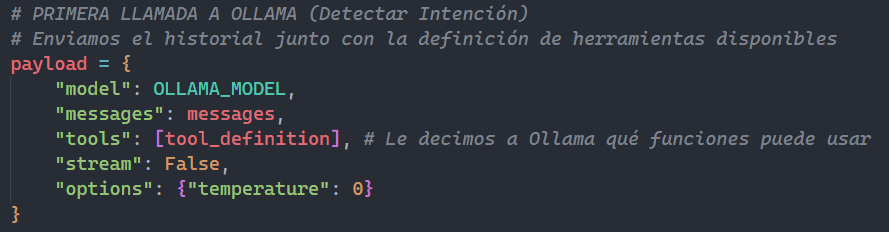 # PRIMERA LLAMADA A OLLAMA (Detectar Intención)
# Enviamos el historial junto con la definición de herramientas disponibles
payload = {
    "model": OLLAMA_MODEL,
    "messages": messages,
    "tools": [tool_definition], # Le decimos a Ollama qué funciones puede usar
    "stream": False,
    "options": {"temperature": 0}
}